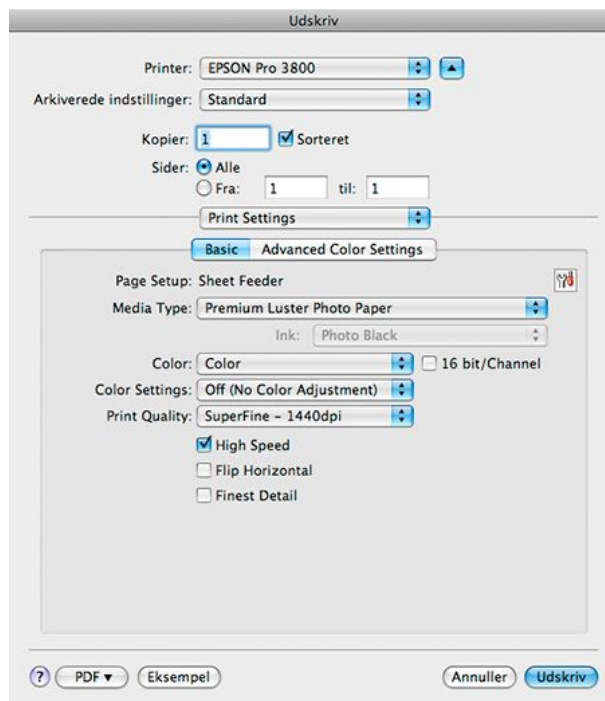 Udskriv
Printer: EPSON Pro 3800
Arkiverede indstillinger: Standard
Kopier: 1 Sorteret
Sider: Alle
Fra: 1 til: 1
Print Settings
Basic Advanced Color Settings
Page Setup: Sheet Feeder
Media Type: Premium Luster Photo Paper
Ink: Photo Black
Color: Color 16 bit/Channel
Color Settings: Off (No Color Adjustment)
Print Quality: SuperFine – 1440dpi
High Speed
Flip Horizontal
Finest Detail
? PDF ▾ Eksempel Annuller Udskriv